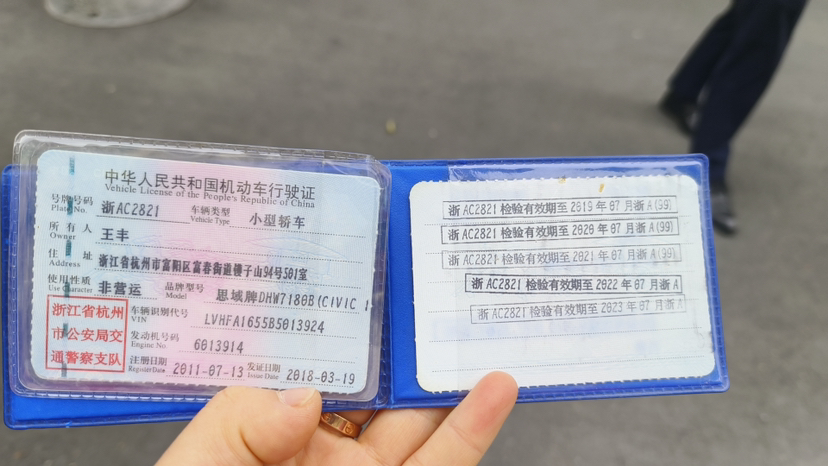 中华人民共和国机动车行驶证
Vehicle License of the People's Republic of China
号牌号码 浙AC2821 车辆类型 小型轿车
Plate No. Vehicle Type
所有人 王丰
Owner
住址 浙江省杭州市富阳区富春街道 子山94号501室
Address
使用性质 非营运 品牌型号 思域牌DHW7180B(CIVIC 1
Use Character Model
浙江省杭州
市公安局交
通警察支队
车辆识别代号 LVHFA1655B5013924
VIN
发动机号码 6013914
Engine No.
注册日期 2011-07-13 发证日期 2018-03-19
Register Date Issue Date
浙AC2821检验有效期至2019年07月浙A(99)
浙AC2821检验有效期至2020年07月浙A(99)
浙AC2821检验有效期至2021年07月浙A(99)
浙AC2821检验有效期至2022年07月浙A
浙AC2821检验有效期至2023年07月浙A